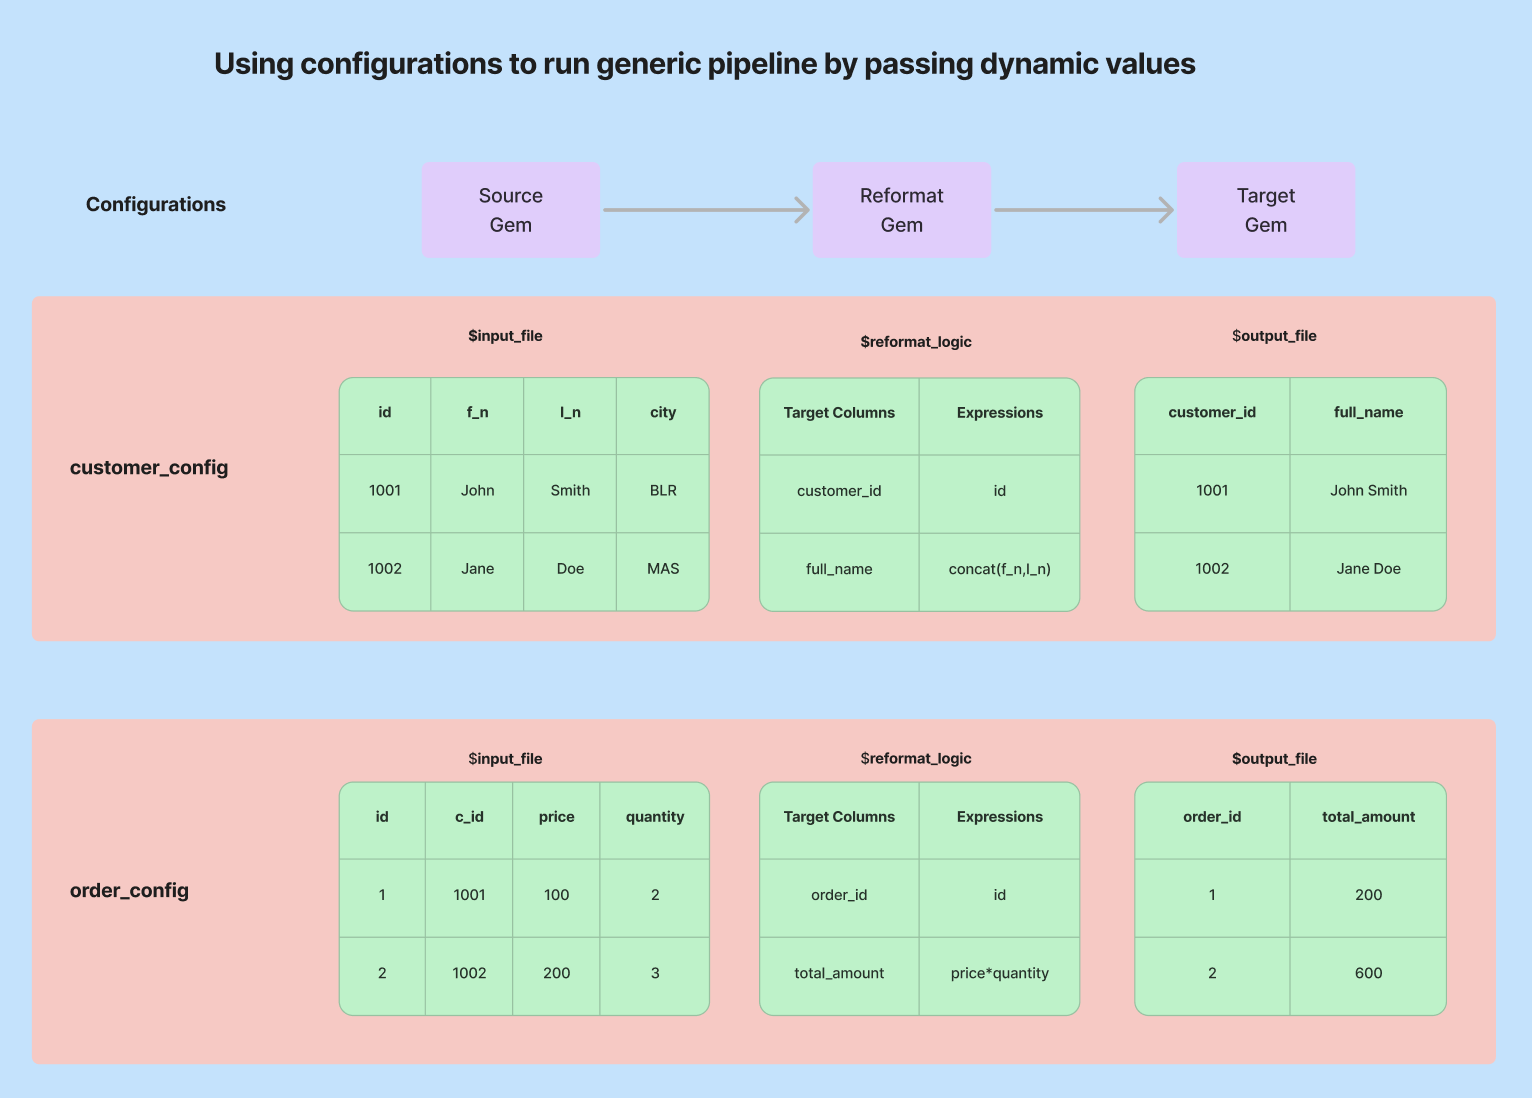 Using configurations to run generic pipeline by passing dynamic values
Configurations
Source
Gem
Reformat
Gem
Target
Gem
customer_config
$input_file
id f_n l_n city
1001 John Smith BLR
1002 Jane Doe MAS
$reformat_logic
Target Columns Expressions
customer_id id
full_name concat(f_n,l_n)
$output_file
customer_id full_name
1001 John Smith
1002 Jane Doe
order_config
$input_file
id c_id price quantity
1 1001 100 2
2 1002 200 3
$reformat_logic
Target Columns Expressions
order_id id
total_amount price*quantity
$output_file
order_id total_amount
1 200
2 600